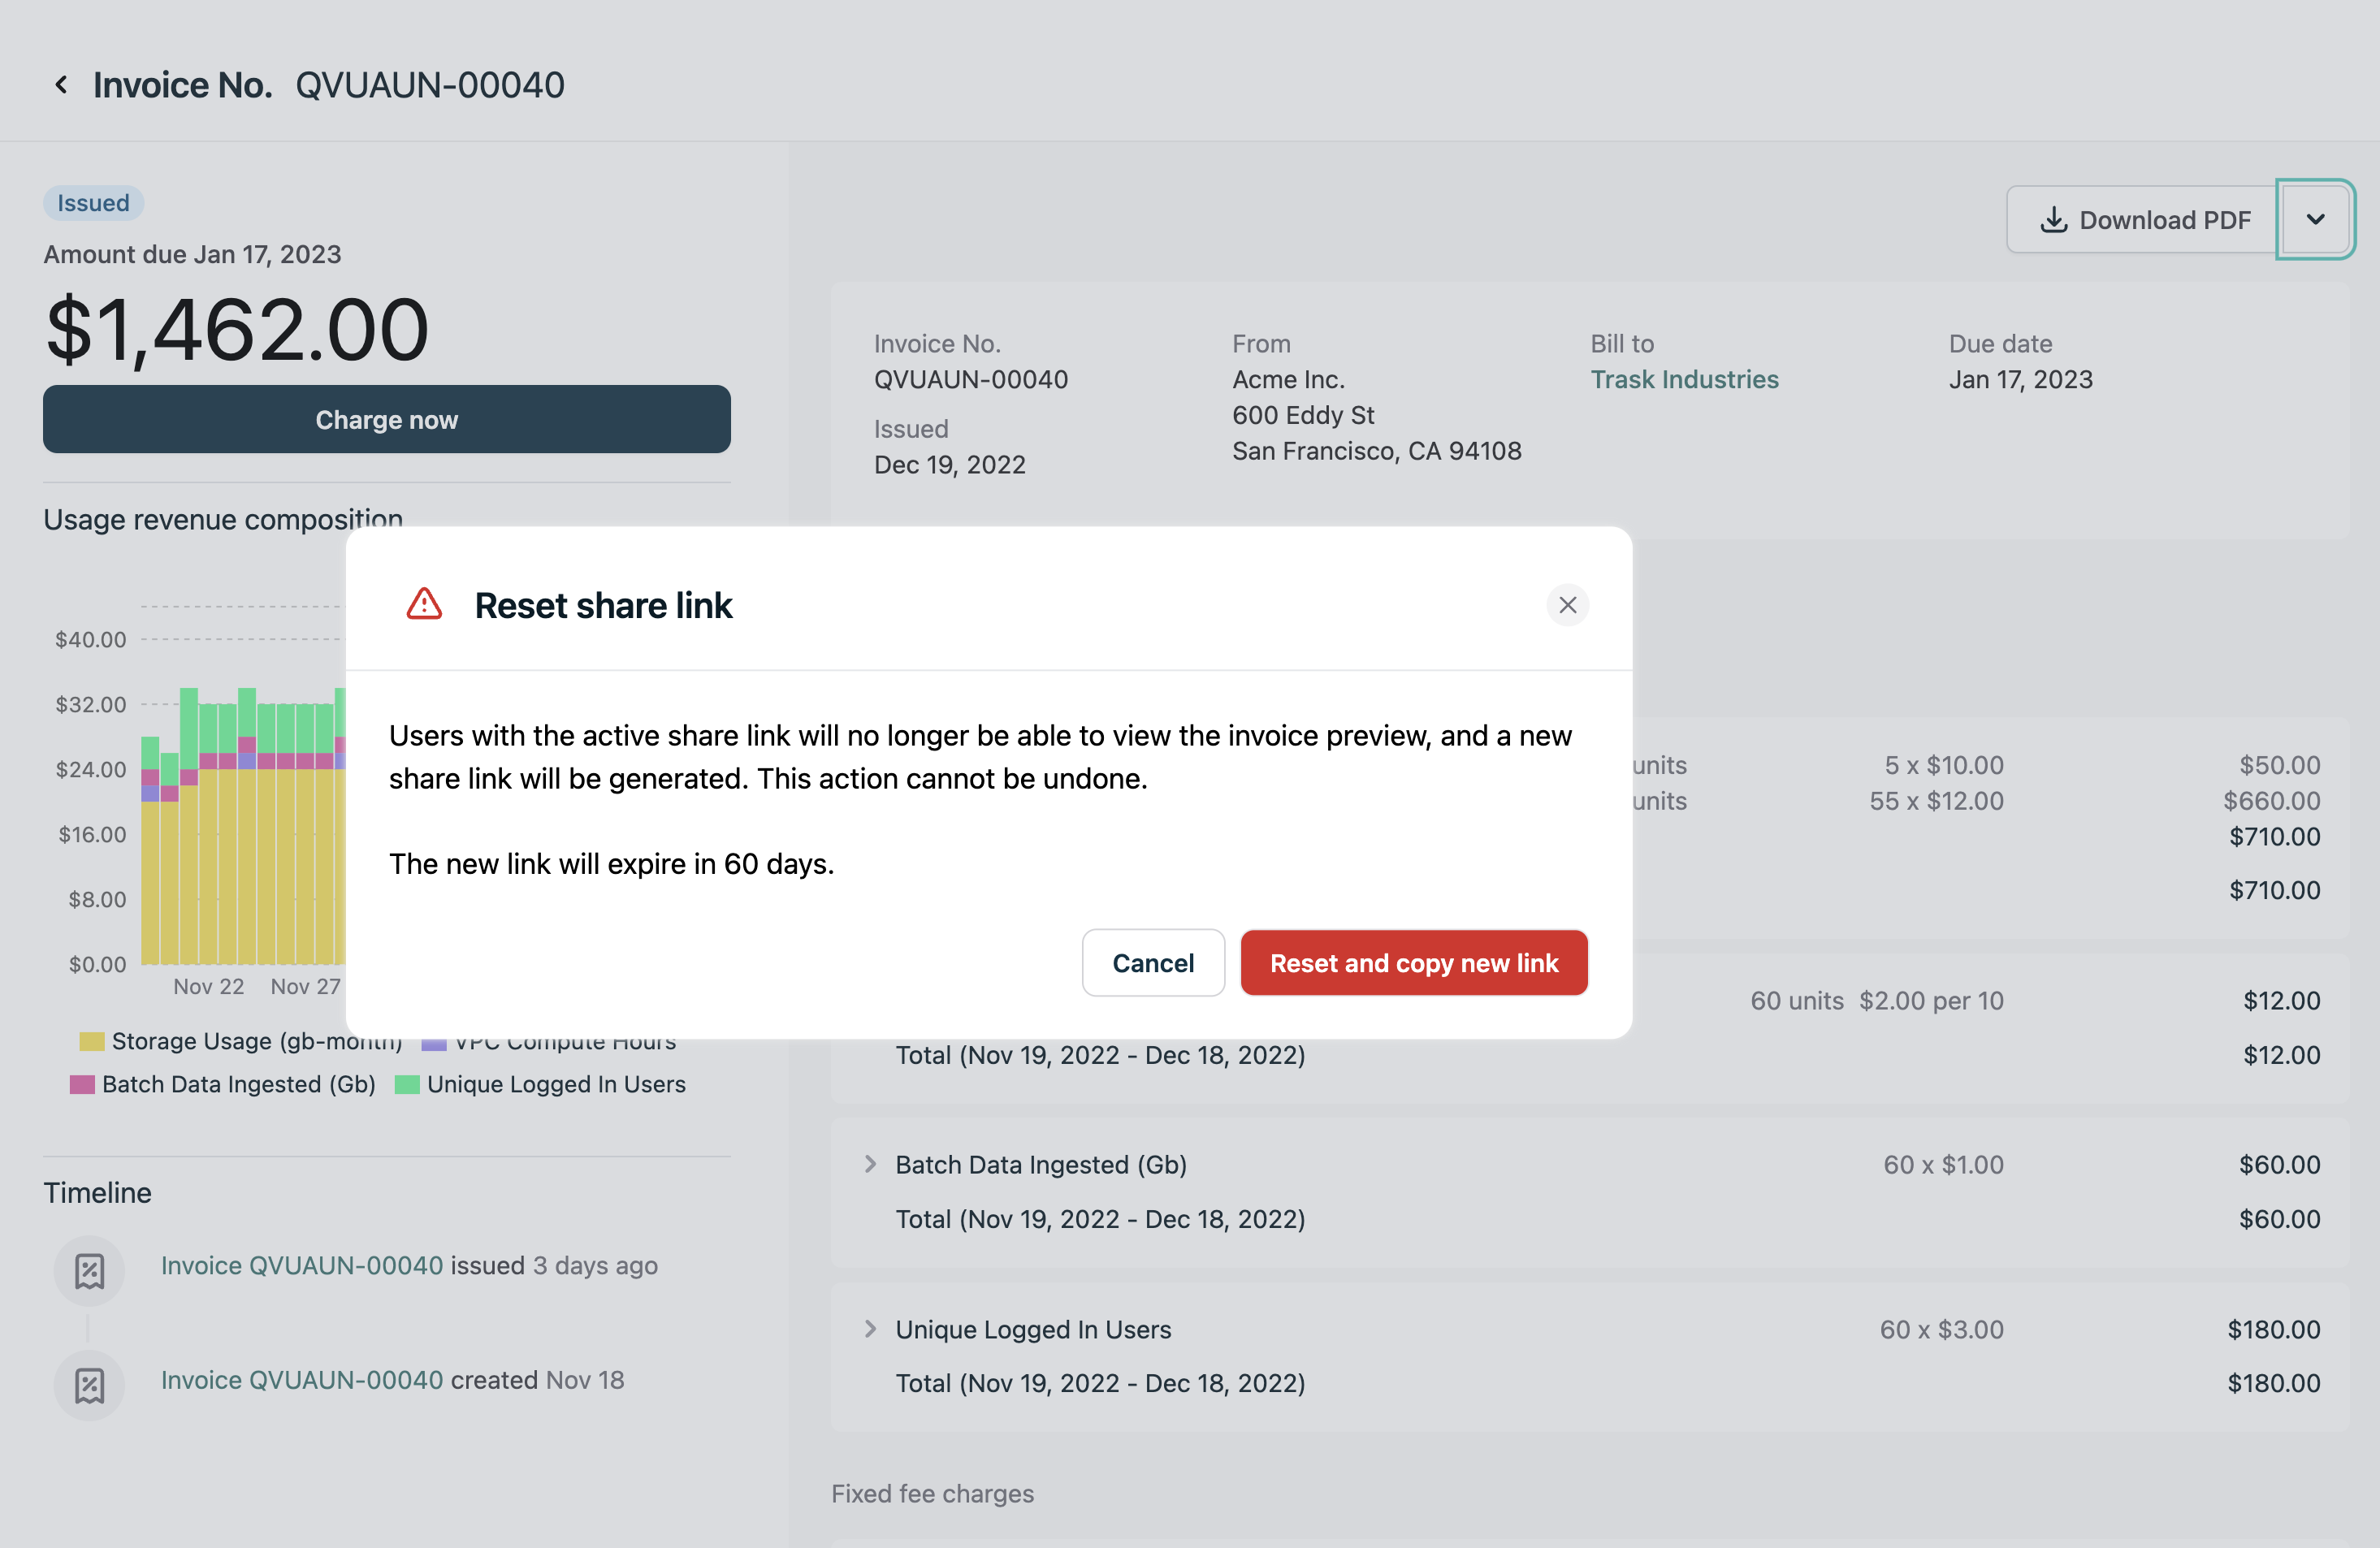 Invoice No. QVUAUN-00040
Issued
Amount due Jan 17, 2023
$1,462.00
Charge now
Usage revenue composition
$40.00
$32.00
$24.00
$16.00
$8.00
$0.00
Nov 22 Nov 27
Storage Usage (gb-month) VPC Compute Hours
Batch Data Ingested (Gb) Unique Logged In Users
Timeline
Invoice QVUAUN-00040 issued 3 days ago
Invoice QVUAUN-00040 created Nov 18
Download PDF
Invoice No.
QVUAUN-00040
Issued
Dec 19, 2022
From
Acme Inc.
600 Eddy St
San Francisco, CA 94108
Bill to
Trask Industries
Due date
Jan 17, 2023
Reset share link
Users with the active share link will no longer be able to view the invoice preview, and a new
share link will be generated. This action cannot be undone.
The new link will expire in 60 days.
Cancel
Reset and copy new link
units 5 x $10.00 $50.00
units 55 x $12.00 $660.00
$710.00
$710.00
60 units $2.00 per 10 $12.00
Total (Nov 19, 2022 - Dec 18, 2022) $12.00
Batch Data Ingested (Gb) 60 x $1.00 $60.00
Total (Nov 19, 2022 - Dec 18, 2022) $60.00
Unique Logged In Users 60 x $3.00 $180.00
Total (Nov 19, 2022 - Dec 18, 2022) $180.00
Fixed fee charges